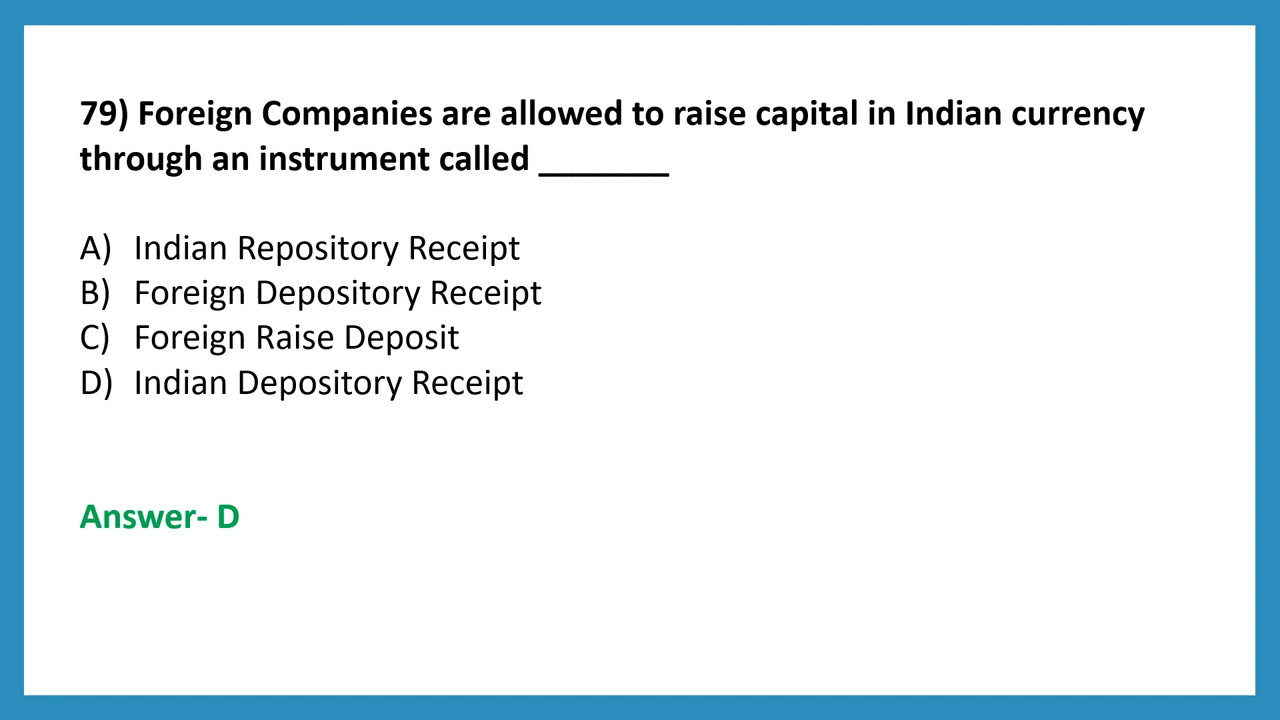 79) Foreign Companies are allowed to raise capital in Indian currency
through an instrument called _______
A) Indian Repository Receipt
B) Foreign Depository Receipt
C) Foreign Raise Deposit
D) Indian Depository Receipt
Answer- D